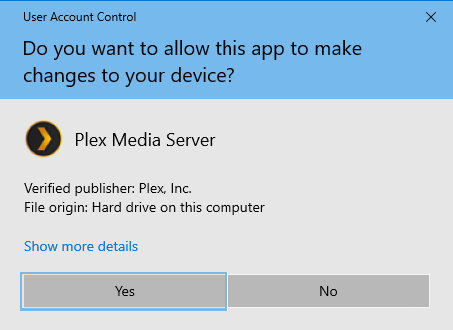 User Account Control
Do you want to allow this app to make
changes to your device?
Plex Media Server
Verified publisher: Plex, Inc.
File origin: Hard drive on this computer
Show more details
Yes
No